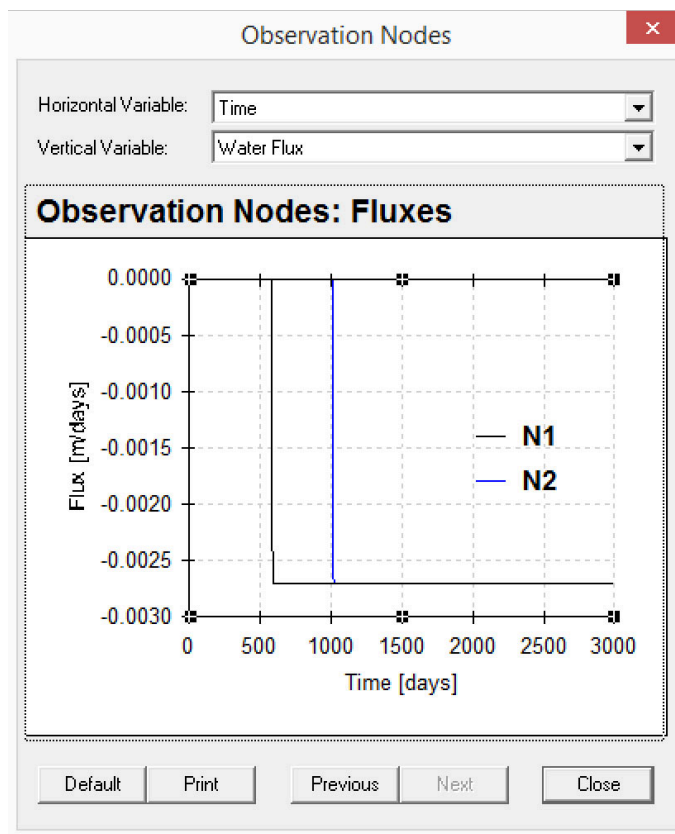 Observation Nodes
Horizontal Variable: Time
Vertical Variable: Water Flux
Observation Nodes: Fluxes
0.0000
-0.0005
-0.0010
-0.0015
-0.0020
-0.0025
-0.0030
Flux [m/days]
N1
N2
0 500 1000 1500 2000 2500 3000
Time [days]
Default Print Previous Next Close